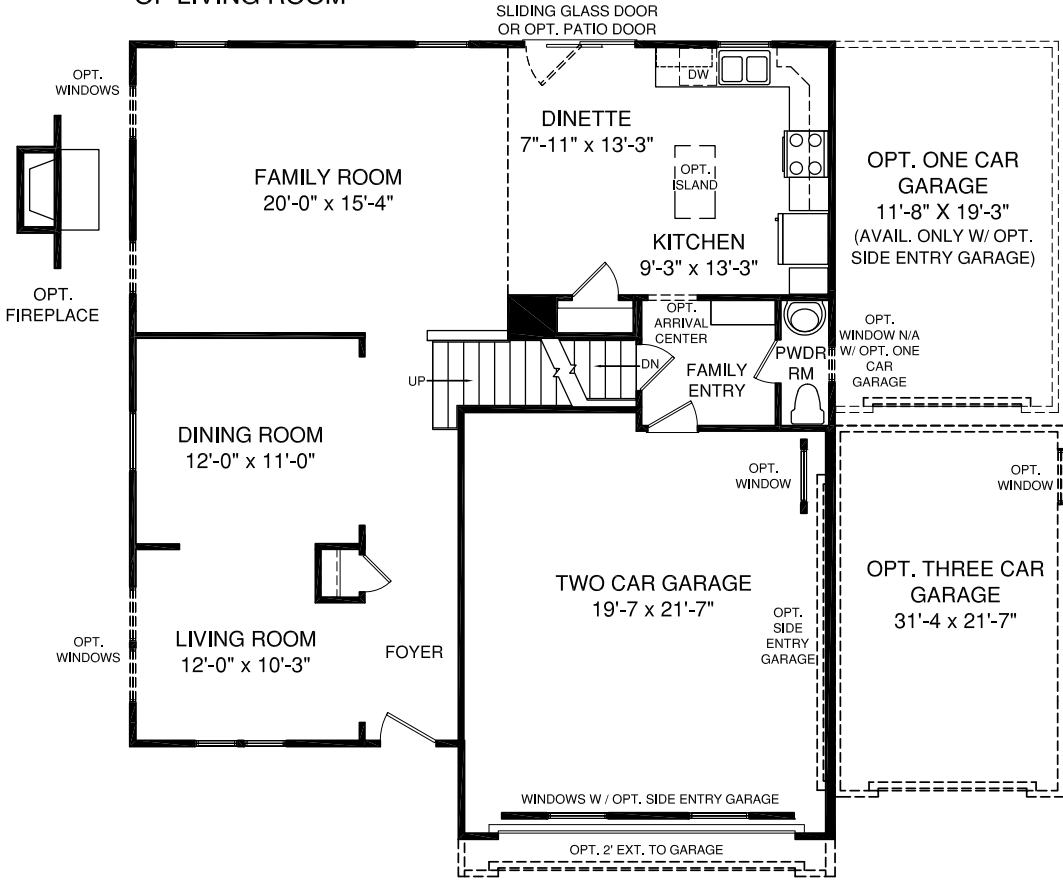 OF LIVING ROOM
SLIDING GLASS DOOR
OR OPT. PATIO DOOR
OPT.
WINDOWS
DW
DINETTE
7"-11" x 13'-3"
FAMILY ROOM
20'-0" x 15'-4"
OPT.
ISLAND
OPT. ONE CAR
GARAGE
11'-8" X 19'-3"
(AVAIL. ONLY W/ OPT.
SIDE ENTRY GARAGE)
KITCHEN
9'-3" x 13'-3"
OPT.
FIREPLACE
OPT.
ARRIVAL
CENTER
OPT.
WINDOW N/A
W/ OPT. ONE
CAR
GARAGE
PWDR
RM
UP
DN
FAMILY
ENTRY
DINING ROOM
12'-0" x 11'-0"
OPT.
WINDOW
OPT.
WINDOW
TWO CAR GARAGE
19'-7 x 21'-7"
OPT. THREE CAR
GARAGE
31'-4 x 21'-7"
OPT.
SIDE
ENTRY
GARAGE
OPT.
WINDOWS
LIVING ROOM
12'-0" x 10'-3"
FOYER
WINDOWS W / OPT. SIDE ENTRY GARAGE
OPT. 2' EXT. TO GARAGE